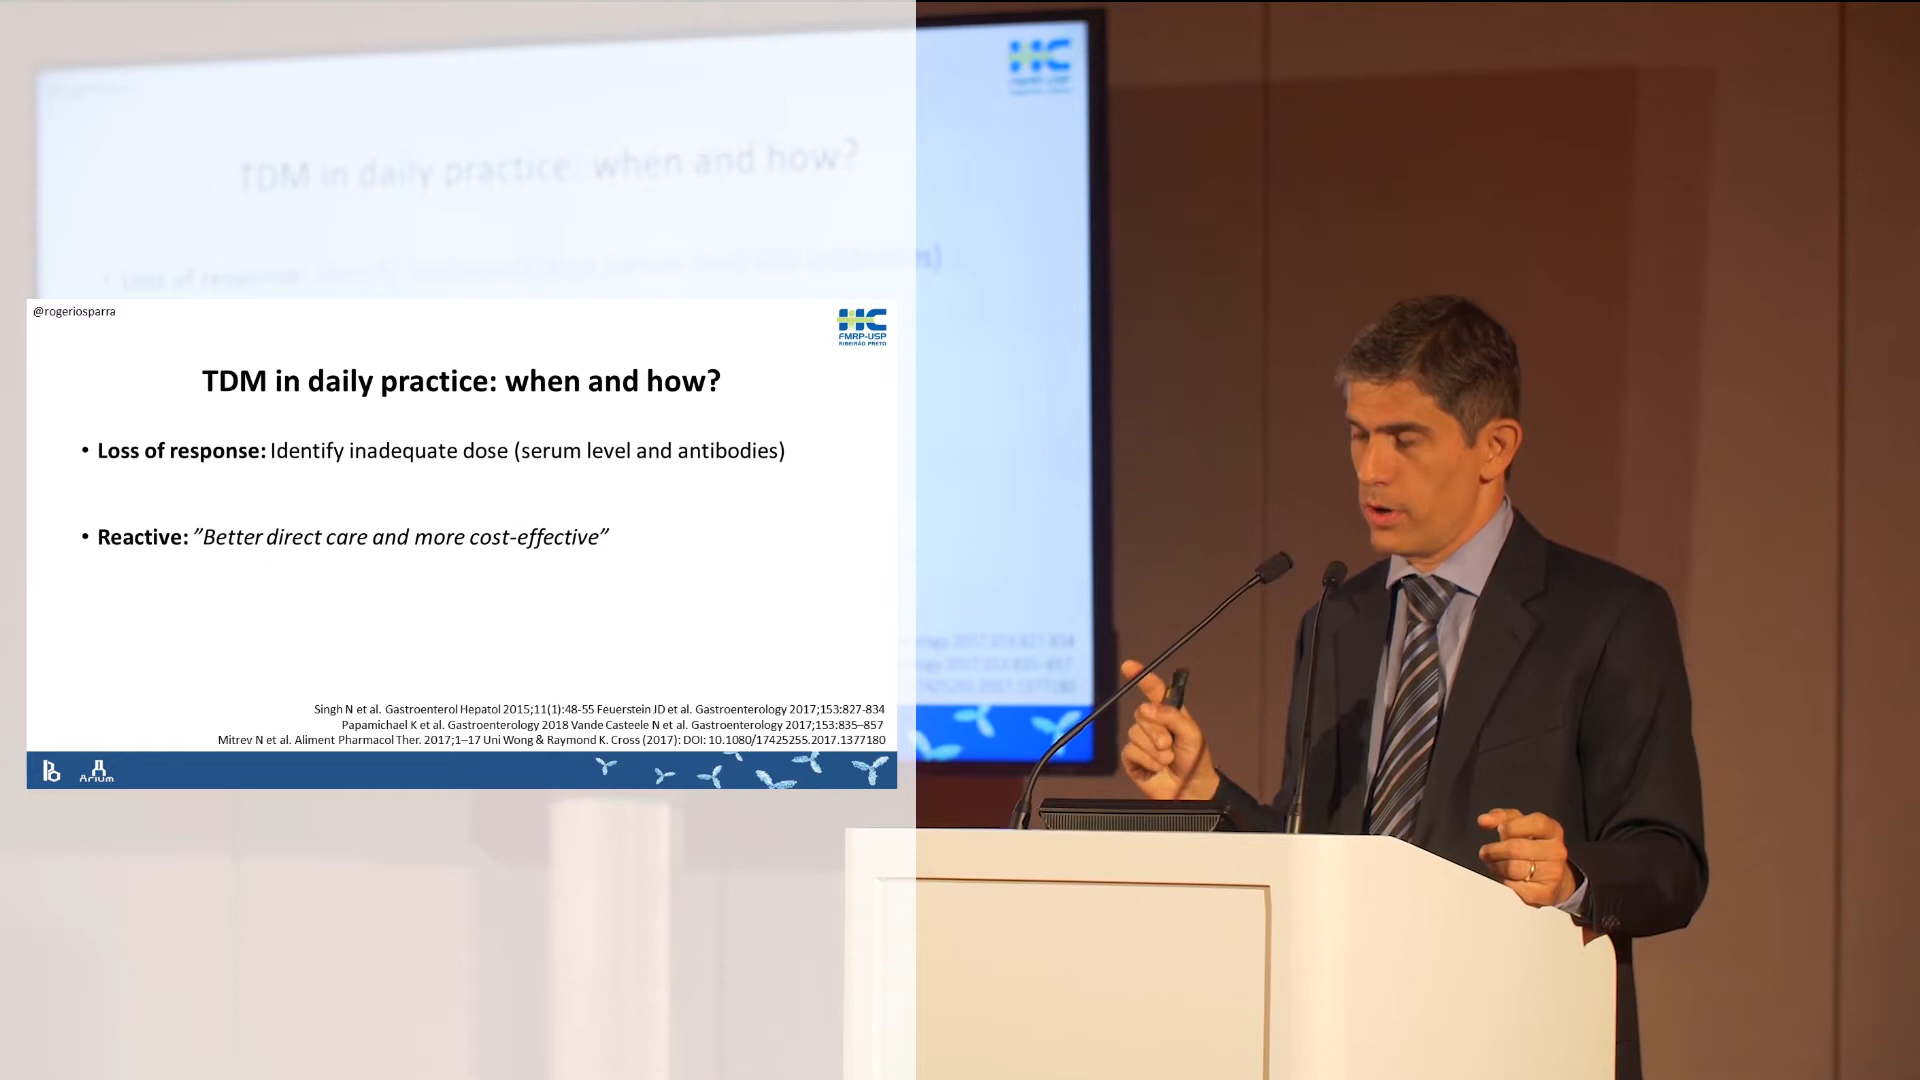 TDM in daily practice: when and how?
Loss of response:
@rogeriosparra
HC
FMRP-USP
RIBEIRÃO PRETO
TDM in daily practice: when and how?
• Loss of response: Identify inadequate dose (serum level and antibodies)
• Reactive: ”Better direct care and more cost-effective”
Singh N et al. Gastroenterol Hepatol 2015;11(1):48-55 Feuerstein JD et al. Gastroenterology 2017;153:827-834
Papamichael K et al. Gastroenterology 2018 Vande Casteele N et al. Gastroenterology 2017;153:835–857
Mitrev N et al. Aliment Pharmacol Ther. 2017;1–17 Uni Wong & Raymond K. Cross (2017): DOI: 10.1080/17425255.2017.1377180
Arium